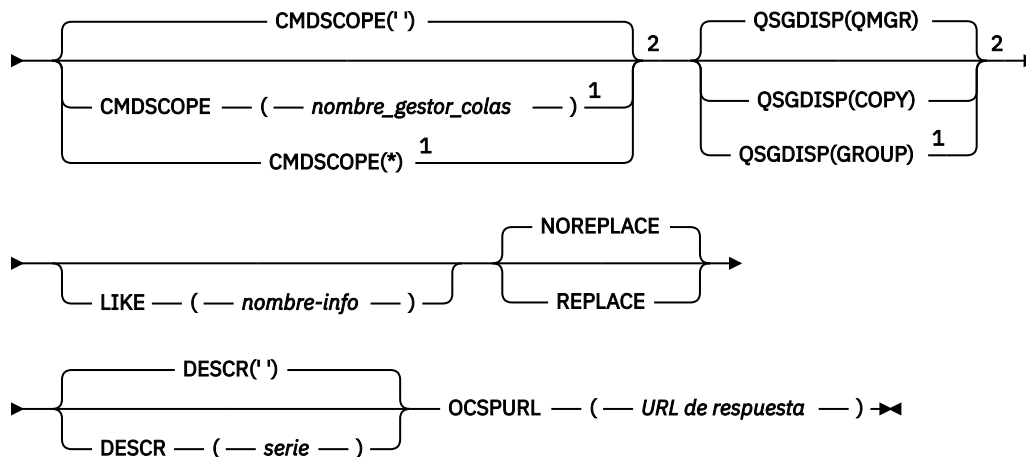 CMDSCOPE(' ')
2
CMDSCOPE ( nombre_gestor_colas ) 1
CMDSCOPE(*) 1
QSGDISP(QMGR)
2
QSGDISP(COPY)
QSGDISP(GROUP) 1
LIKE ( nombre-info )
NOREPLACE
REPLACE
DESCR(' ')
DESCR ( serie )
OCSPURL ( URL de respuesta )